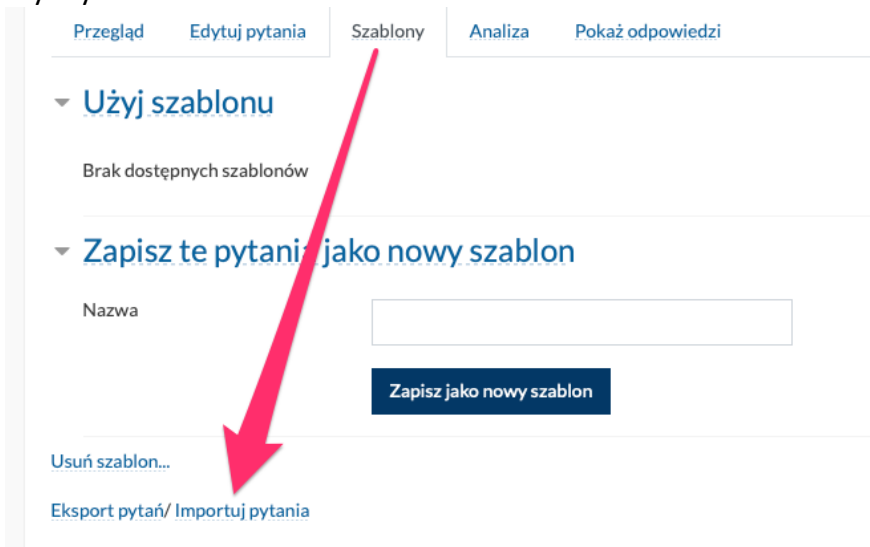 Przegląd Edytuj pytania Szablony Analiza Pokaż odpowiedzi
Użyj szablonu
Brak dostępnych szablonów
Zapisz te pytania jako nowy szablon
Nazwa
Zapisz jako nowy szablon
Usuń szablon...
Eksport pytań/ Importuj pytania